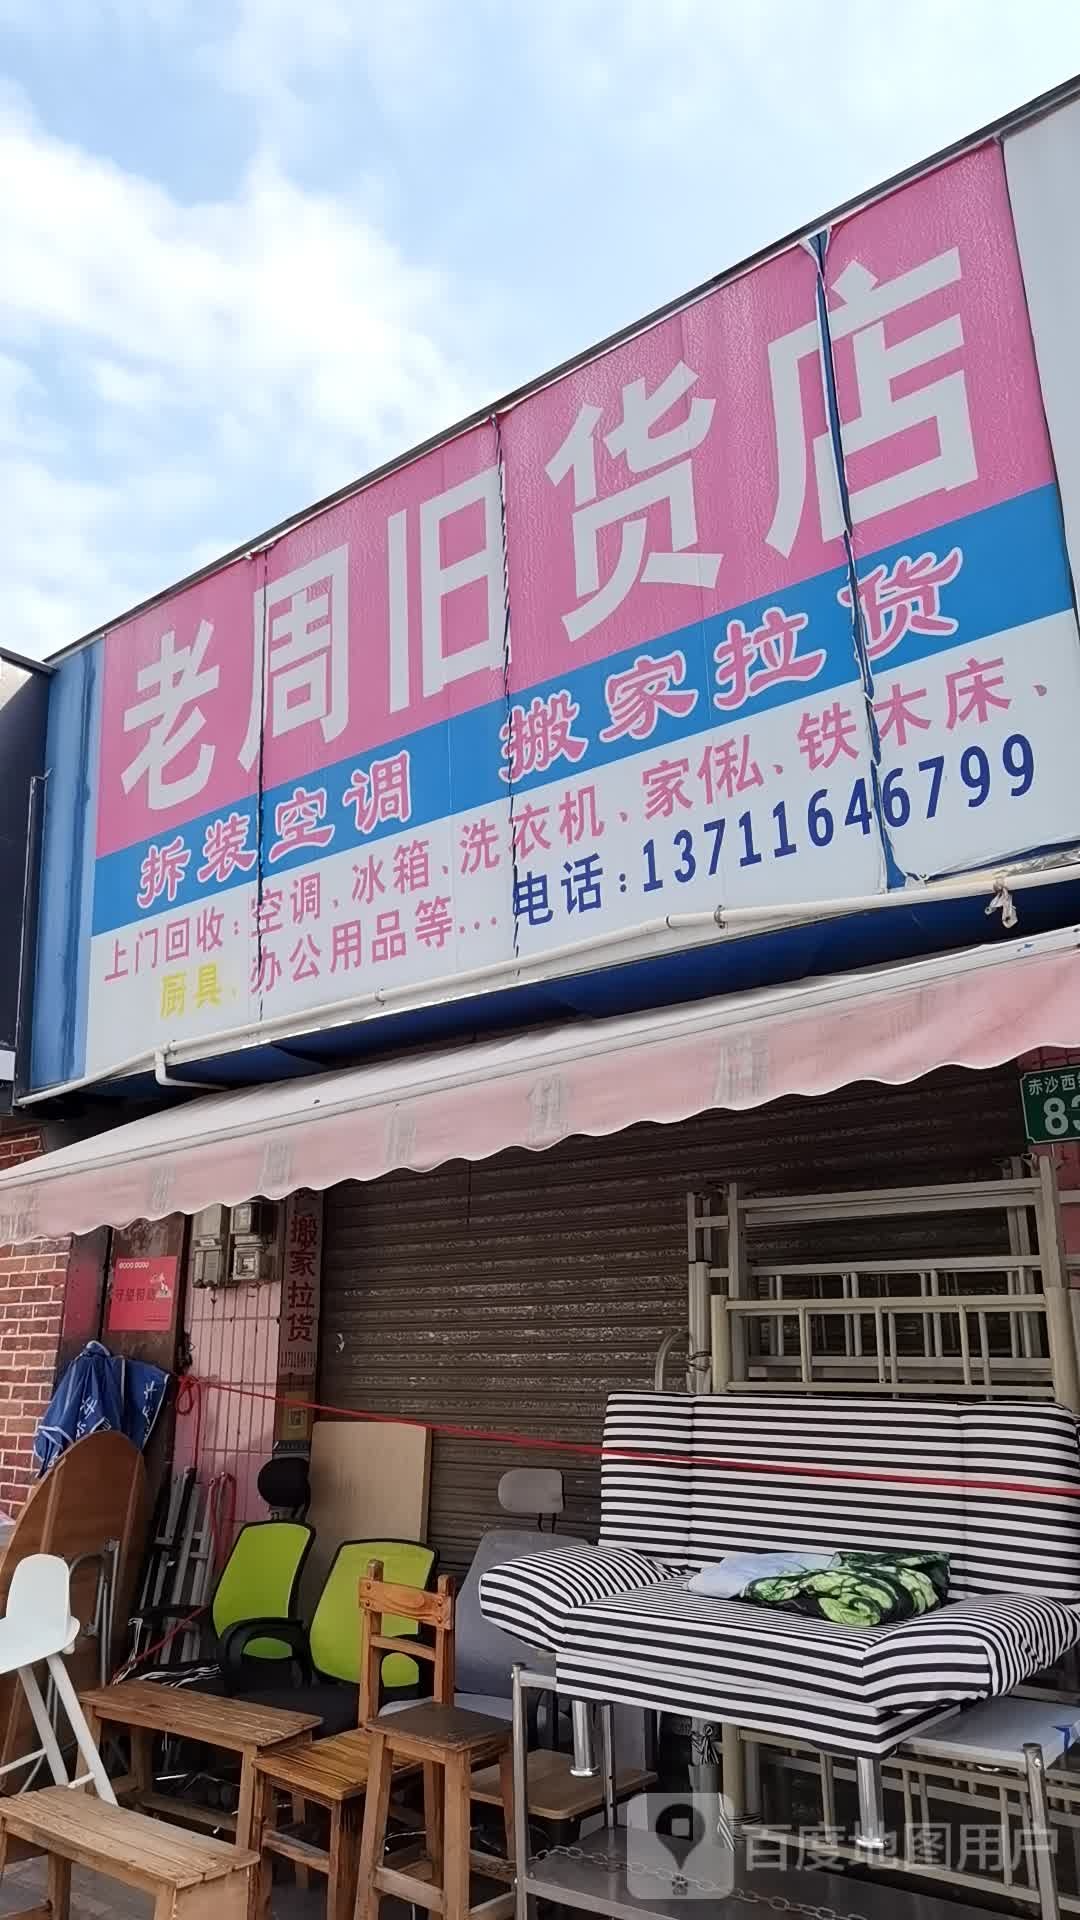 老周旧货店
拆装空调 搬家拉货
上门回收:空调、冰箱、洗衣机、家俬、铁木床、
厨具、办公用品等... 电话:13711646799
赤沙西
83
搬家拉货
百度地图用户